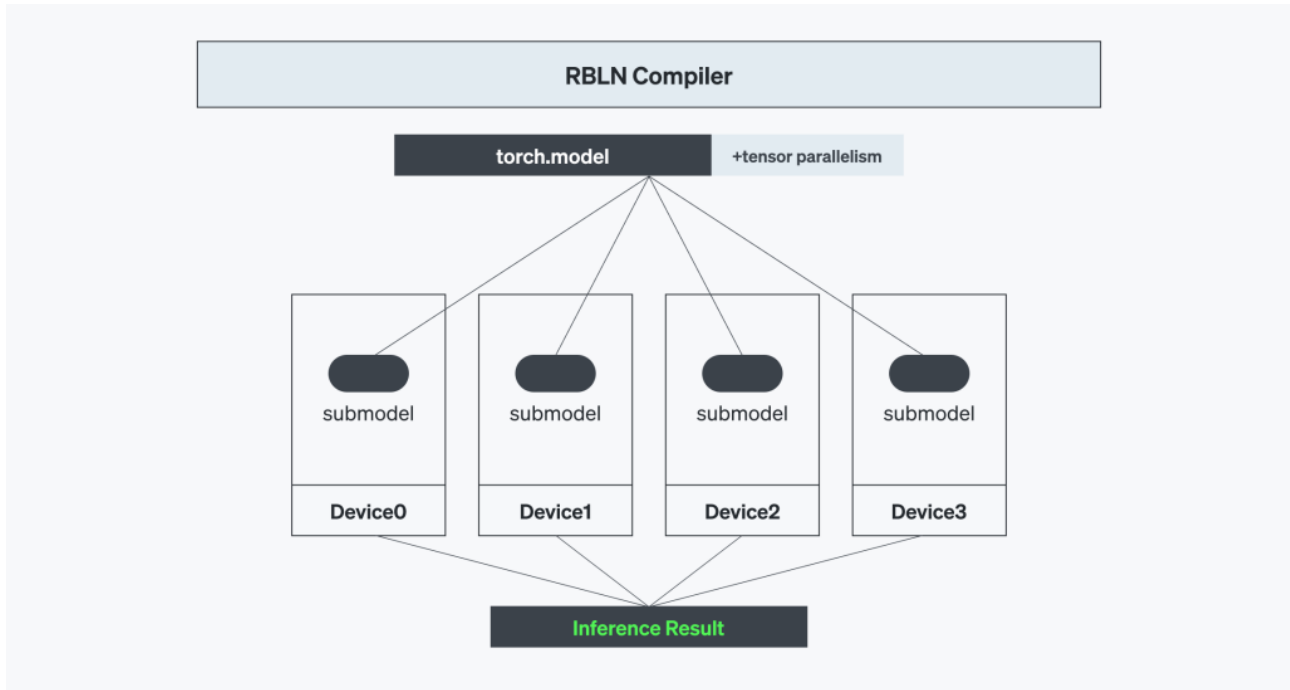 RBLN Compiler
torch.model
+tensor parallelism
submodel
submodel
submodel
submodel
Device0
Device1
Device2
Device3
Inference Result